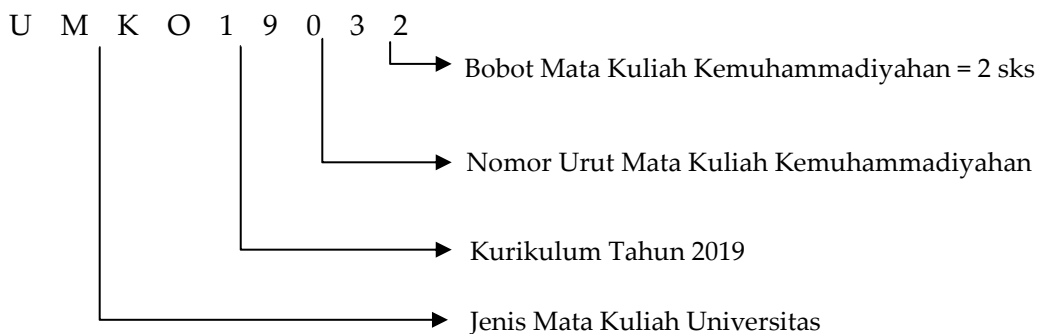 U M K O 1 9 0 3 2
Bobot Mata Kuliah Kemuhammadiyahan = 2 sks
Nomor Urut Mata Kuliah Kemuhammadiyahan
Kurikulum Tahun 2019
Jenis Mata Kuliah Universitas